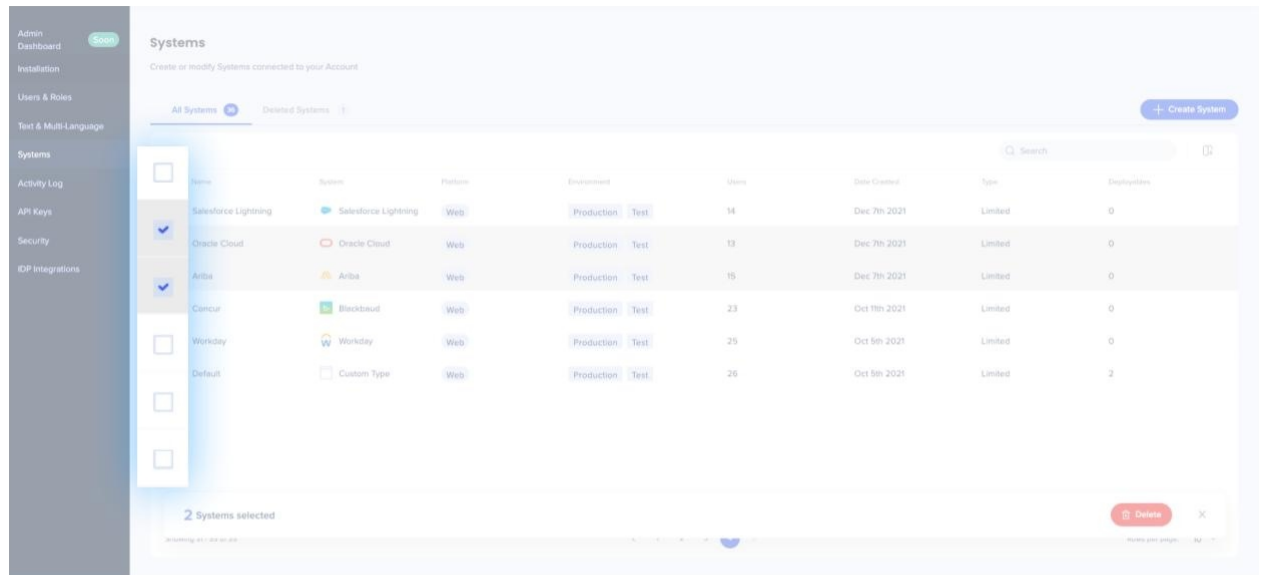 Admin
Dashboard Soon
Installation
Users & Roles
Text & Multi-Language
Systems
Activity Log
API Keys
Security
IDP Integrations
Systems
Create or modify Systems connected to your Account
All Systems 36 Deleted Systems 1
+ Create System
Search
Name System Platform Environment Users Date Created Type
Salesforce Lightning Salesforce Lightning Web Production Test 14 Dec 7th 2021 Limited 0
Oracle Cloud Oracle Cloud Web Production Test 13 Dec 7th 2021 Limited 0
Ariba Ariba Web Production Test 15 Dec 7th 2021 Limited 0
Concur Blackbaud Web Production Test 23 Oct 11th 2021 Limited 0
Workday Workday Web Production Test 25 Oct 5th 2021 Limited 0
Default Custom Type Web Production Test 26 Oct 5th 2021 Limited 2
2 Systems selected
Delete
Rows per page: 10